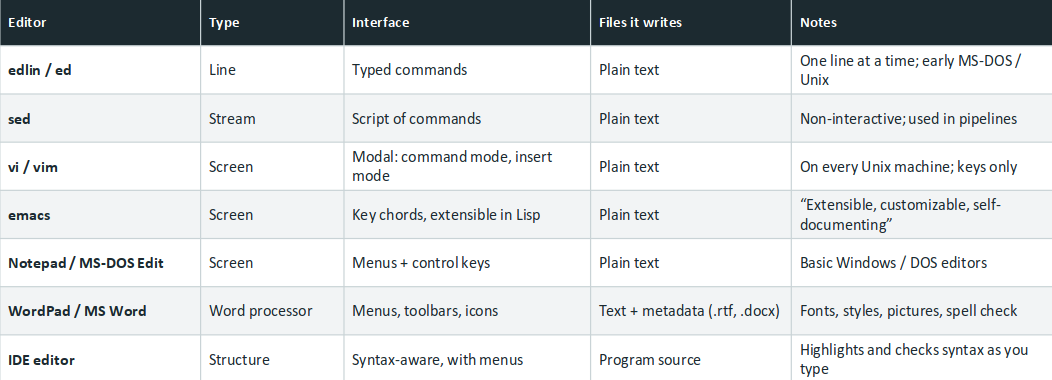 Editor Type Interface Files it writes Notes
edlin / ed Line Typed commands Plain text One line at a time; early MS-DOS /
Unix
sed Stream Script of commands Plain text Non-interactive; used in pipelines
vi / vim Screen Modal: command mode, insert
mode Plain text On every Unix machine; keys only
emacs Screen Key chords, extensible in Lisp Plain text “Extensible, customizable, self-
documenting”
Notepad / MS-DOS Edit Screen Menus + control keys Plain text Basic Windows / DOS editors
WordPad / MS Word Word processor Menus, toolbars, icons Text + metadata (.rtf, .docx) Fonts, styles, pictures, spell check
IDE editor Structure Syntax-aware, with menus Program source Highlights and checks syntax as you
type